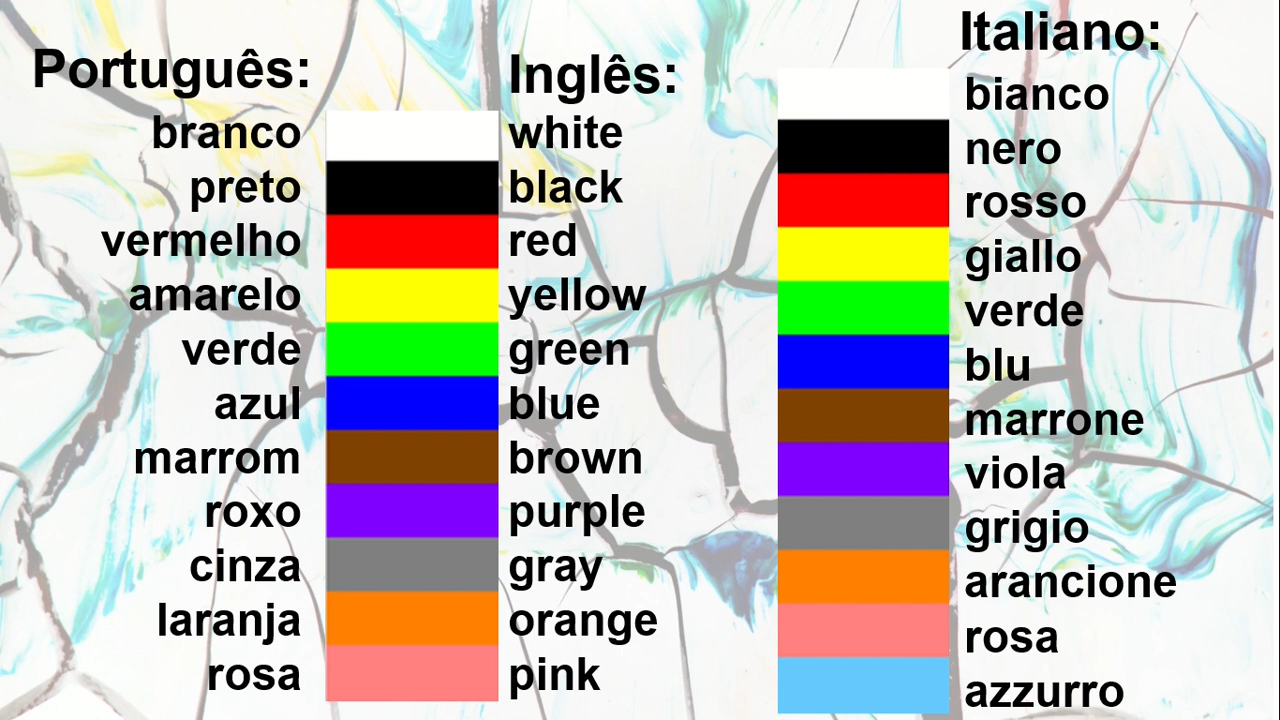 Português:
branco
preto
vermelho
amarelo
verde
azul
marrom
roxo
cinza
laranja
rosa
Inglês:
white
black
red
yellow
green
blue
brown
purple
gray
orange
pink
Italiano:
bianco
nero
rosso
giallo
verde
blu
marrone
viola
grigio
arancione
rosa
azzurro